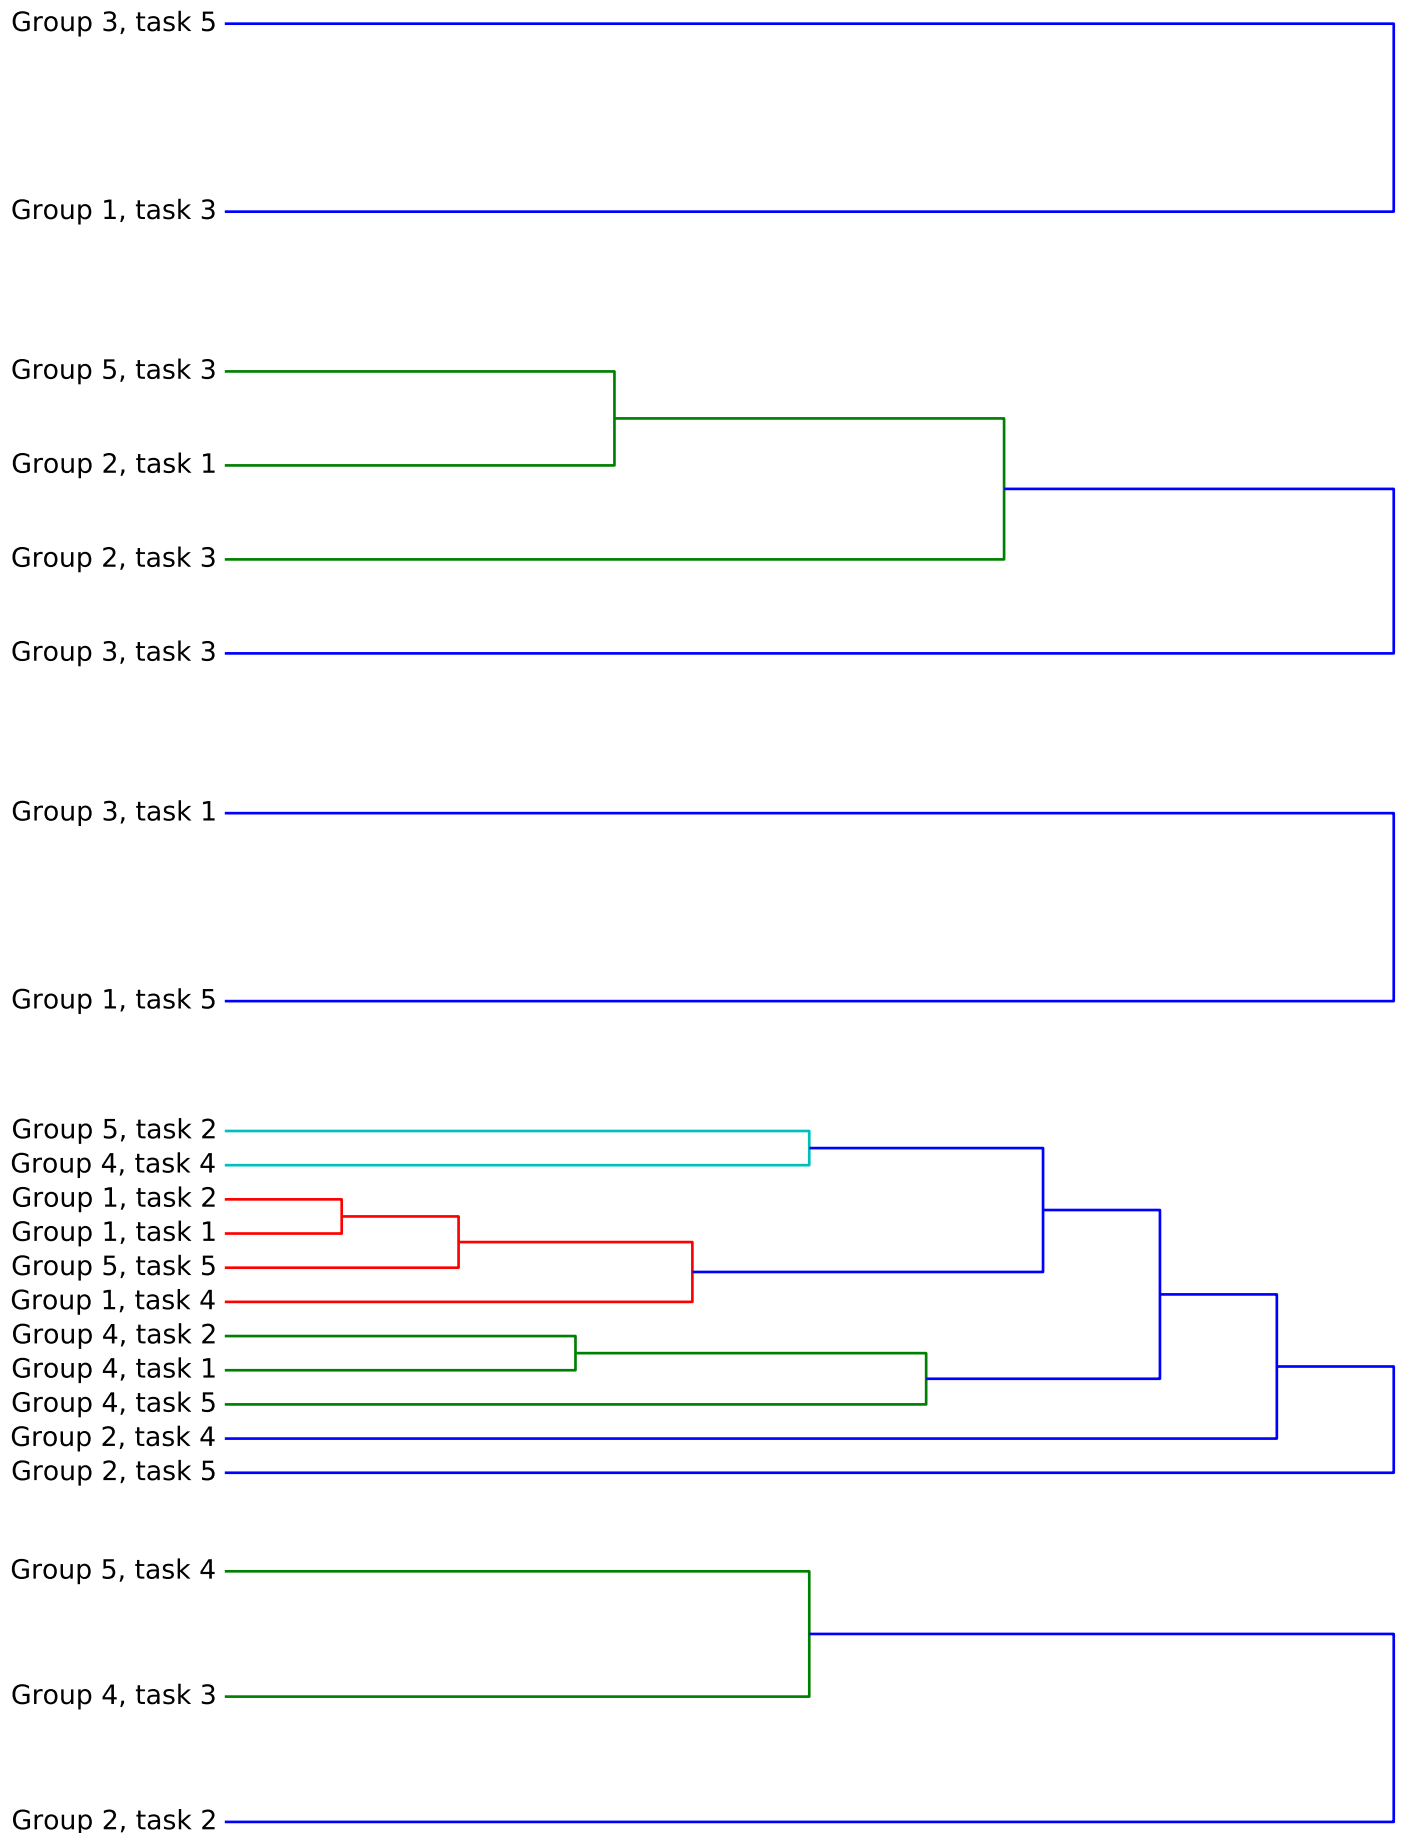 Group 3, task 5
Group 1, task 3
Group 5, task 3
Group 2, task 1
Group 2, task 3
Group 3, task 3
Group 3, task 1
Group 1, task 5
Group 5, task 2
Group 4, task 4
Group 1, task 2
Group 1, task 1
Group 5, task 5
Group 1, task 4
Group 4, task 2
Group 4, task 1
Group 4, task 5
Group 2, task 4
Group 2, task 5
Group 5, task 4
Group 4, task 3
Group 2, task 2